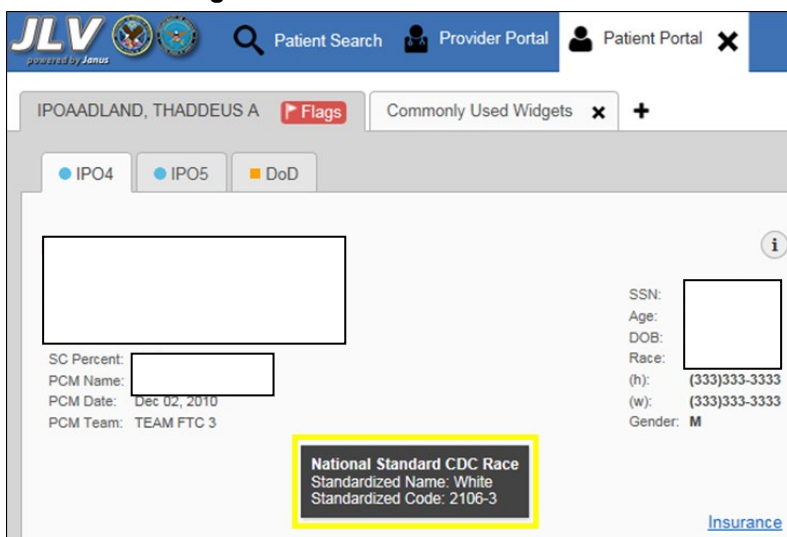 JLV
powered by Janus
Patient Search
Provider Portal
Patient Portal
IPOAADLAND, THADDEUS A
Flags
Commonly Used Widgets
IPO4
IPO5
DoD
i
SC Percent:
PCM Name:
PCM Date: Dec 02, 2010
PCM Team: TEAM FTC 3
SSN:
Age:
DOB:
Race:
(h): (333)333-3333
(w): (333)333-3333
Gender: M
National Standard CDC Race
Standardized Name: White
Standardized Code: 2106-3
Insurance